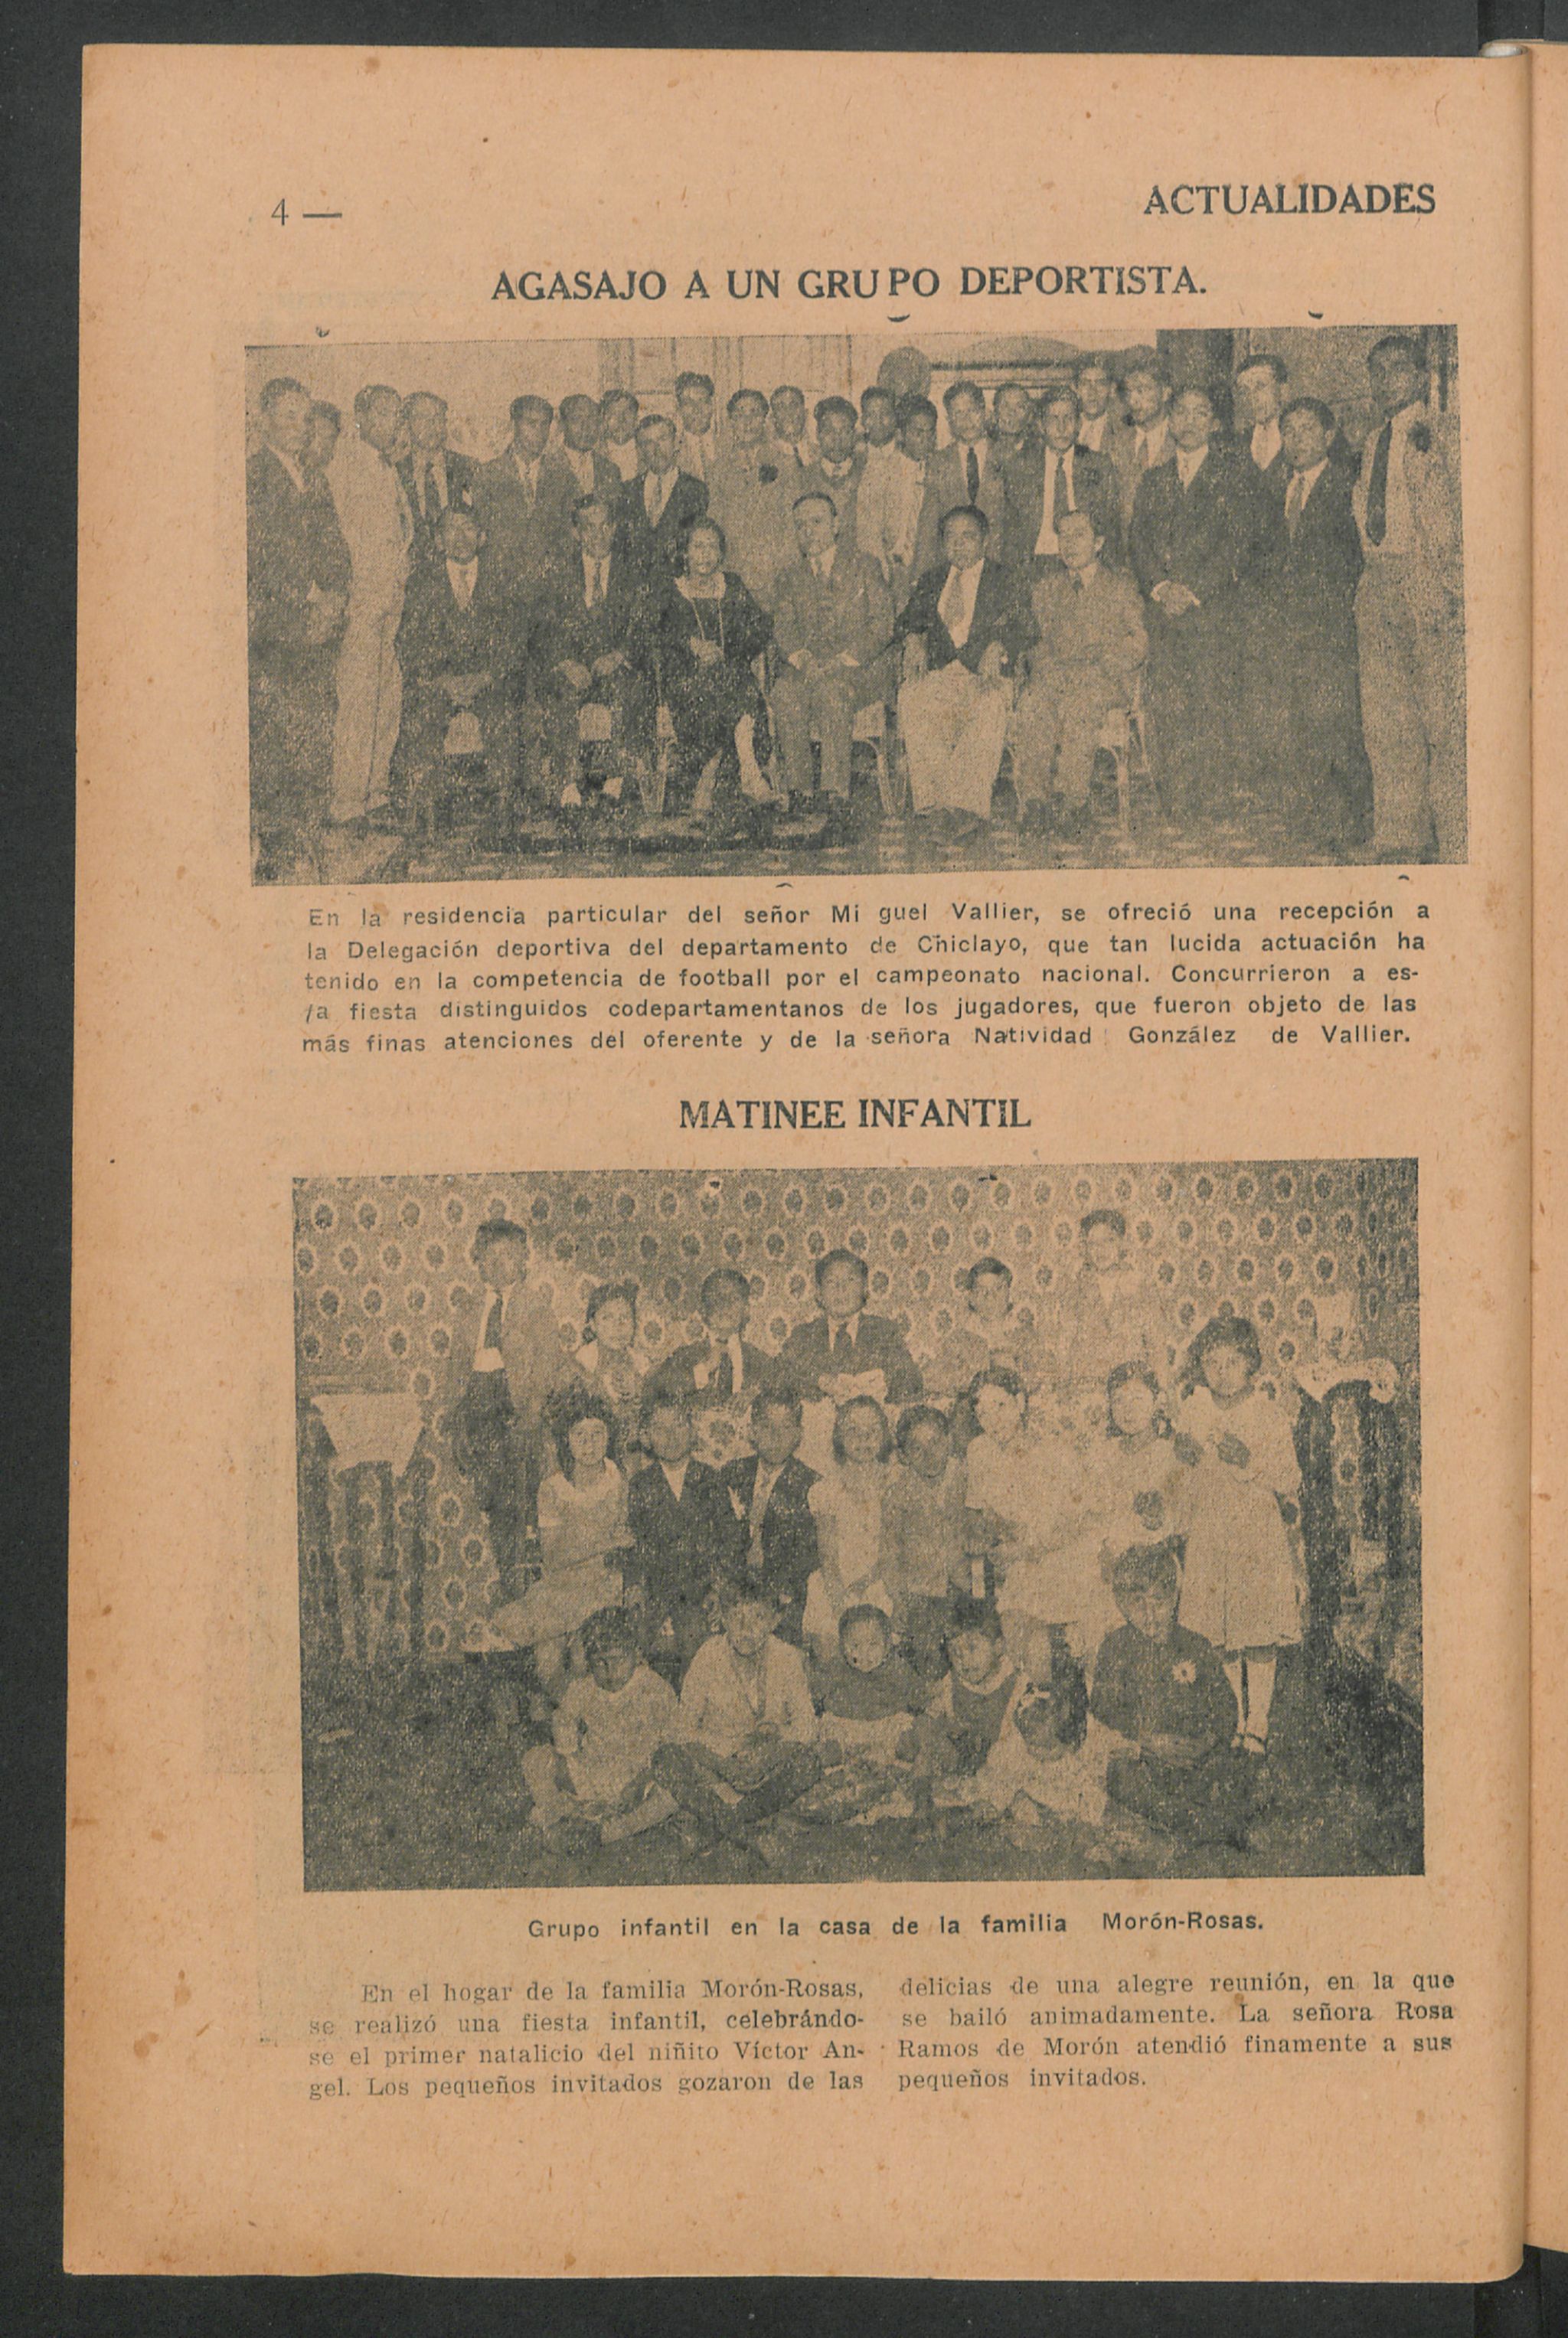 4 —
ACTUALIDADES
AGASAJO A UN GRUPO DEPORTISTA.
En la residencia particular del señor Mi guel Vallier, se ofreció una recepción a
la Delegación deportiva del departamento de Chiclayo, que tan lucida actuación ha
tenido en la competencia de football por el campeonato nacional. Concurrieron a es-
ta fiesta distinguidos codepartamentanos de los jugadores, que fueron objeto de las
más finas atenciones del oferente y de la señora Natividad González de Vallier.
MATINEE INFANTIL
Grupo infantil en la casa de la familia Morón-Rosas.
En el hogar de la familia Morón-Rosas,
se realizó una fiesta infantil, celebrándo-
se el primer natalicio del niñito Víctor An-
gel. Los pequeños invitados gozaron de las
delicias de una alegre reunión, en la que
se bailó animadamente. La señora Rosa
Ramos de Morón atendió finamente a sus
pequeños invitados.